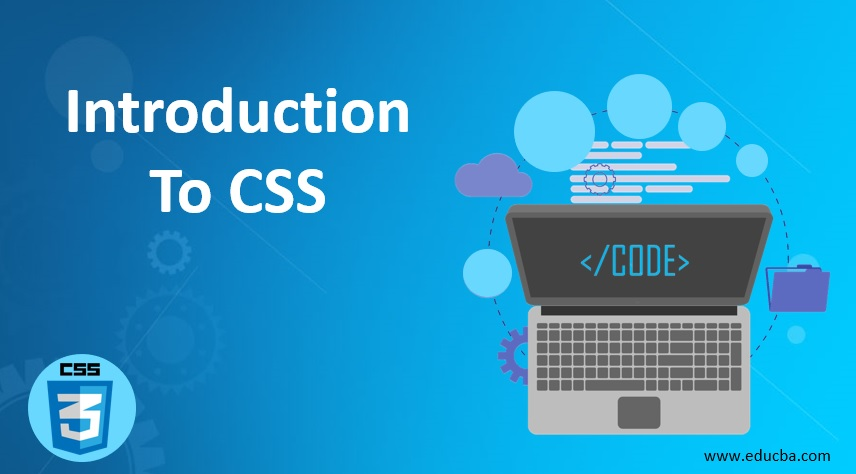 Introduction
To CSS
</CODE>
CSS
3
www.educba.com